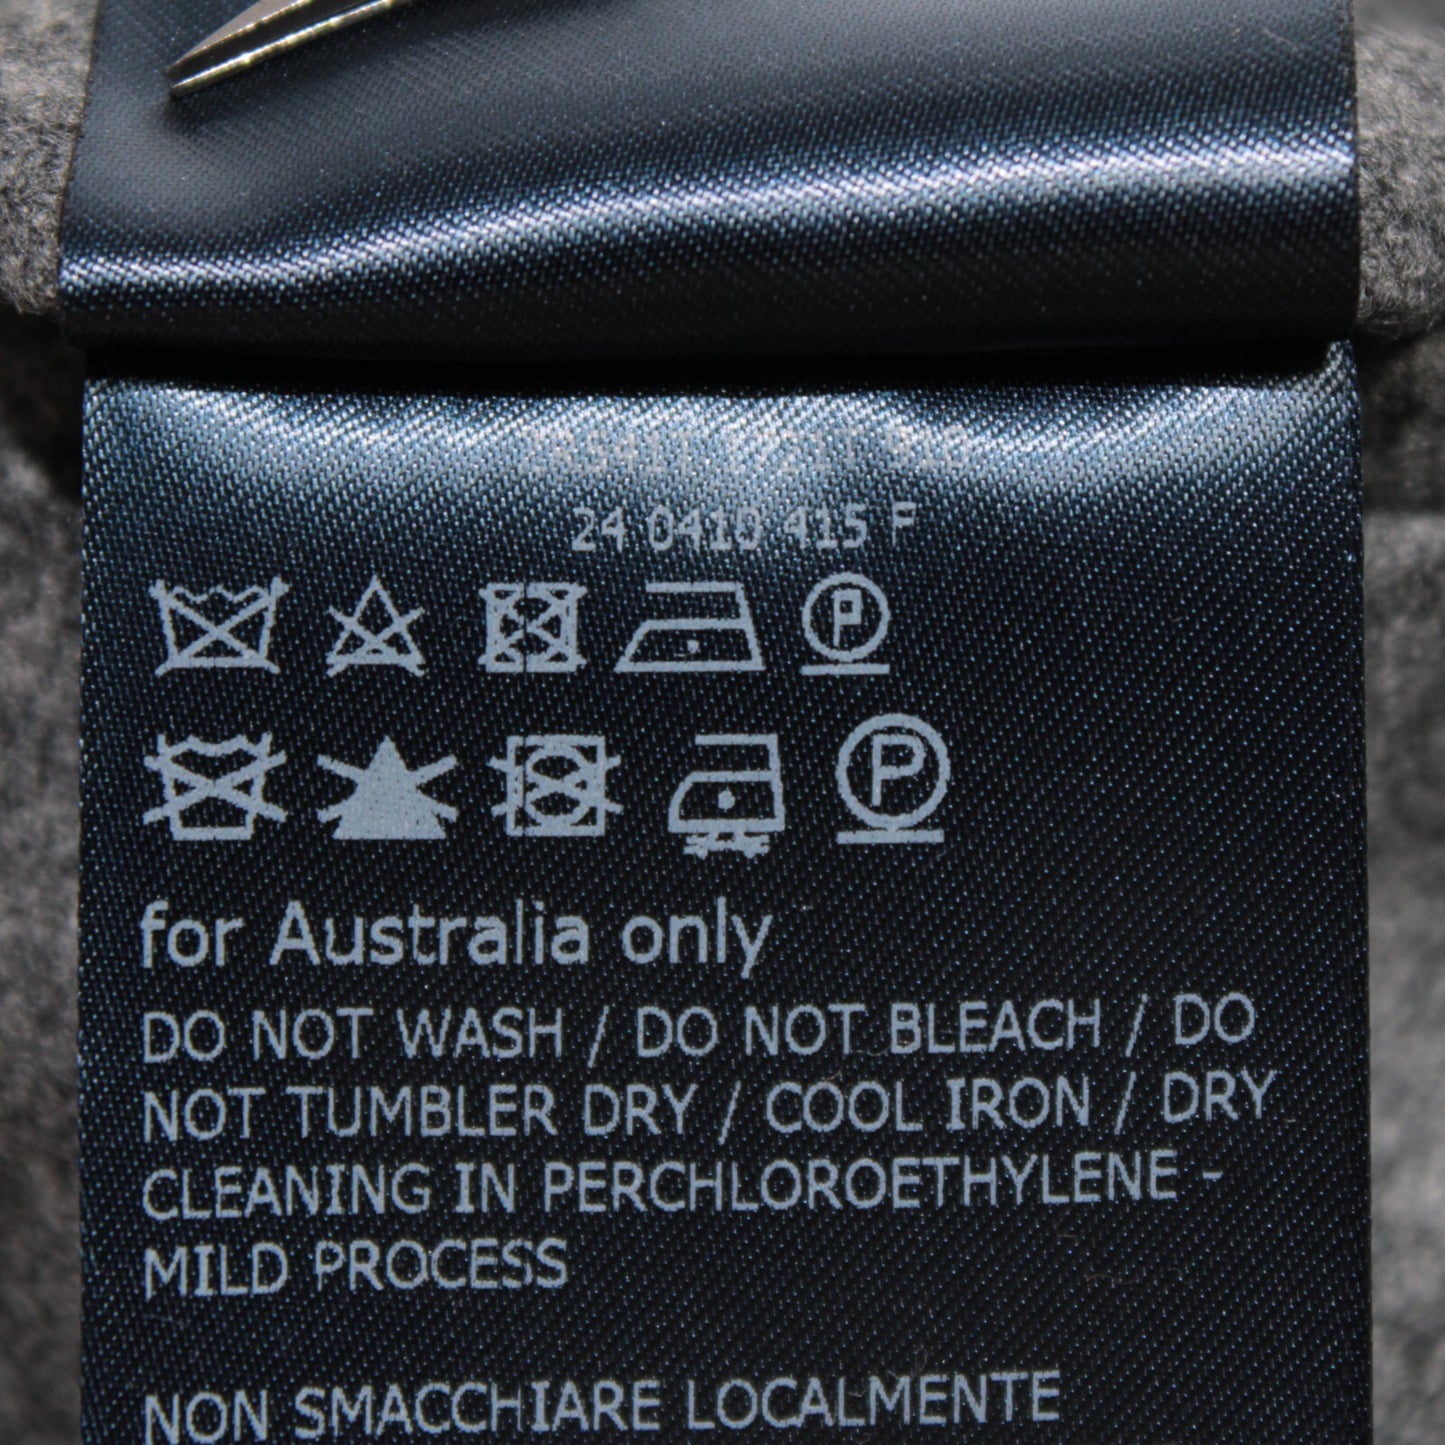 24 0410 415 F
P
P
for Australia only
DO NOT WASH / DO NOT BLEACH / DO
NOT TUMBLER DRY / COOL IRON / DRY
CLEANING IN PERCHLOROETHYLENE -
MILD PROCESS
NON SMACCHIARE LOCALMENTE